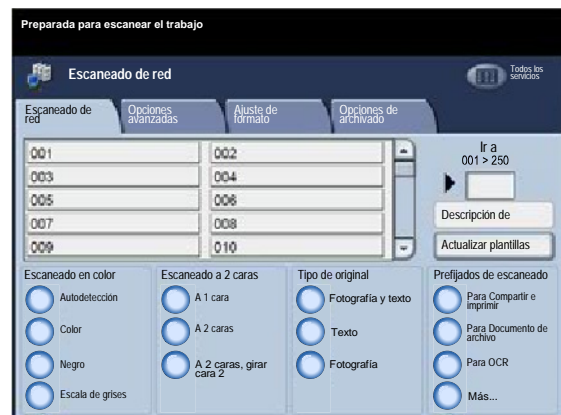 Preparada para escanear el trabajo
Escaneado de red
Todos los
servicios
Escaneado de
red
Opciones
avanzadas
Ajuste de
formato
Opciones de
archivado
001
002
003
004
005
006
007
008
009
010
Ir a
001 > 250
Descripción de
Actualizar plantillas
Escaneado en color
Autodetección
Color
Negro
Escala de grises
Escaneado a 2 caras
A 1 cara
A 2 caras
A 2 caras, girar
cara 2
Tipo de original
Fotografía y texto
Texto
Fotografía
Prefijados de escaneado
Para Compartir e
imprimir
Para Documento de
archivo
Para OCR
Más...